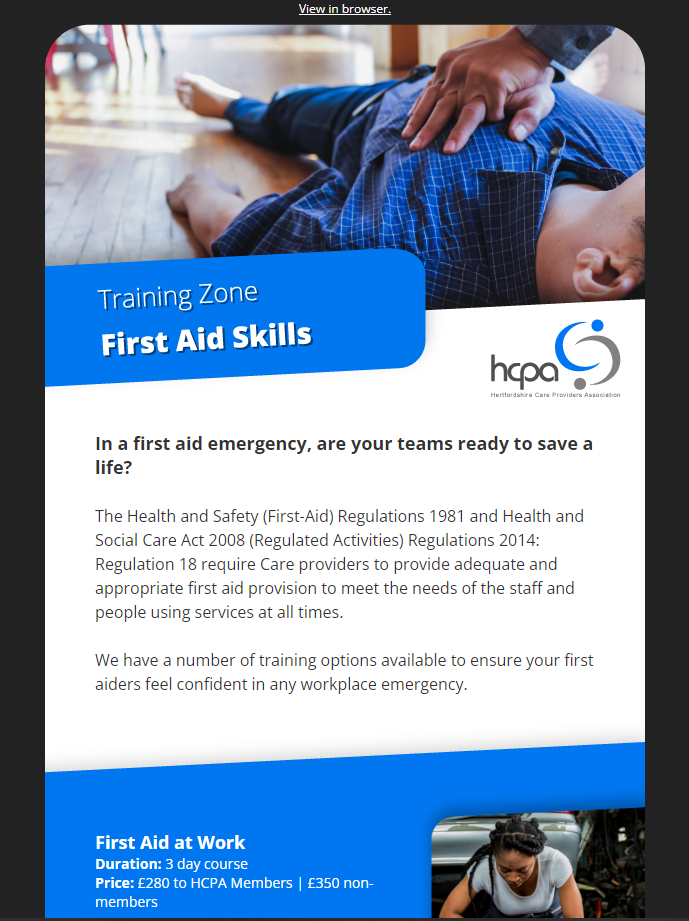 View in browser.
Training Zone
First Aid Skills
hcpa
Hertfordshire Care Providers Association
In a first aid emergency, are your teams ready to save a
life?
The Health and Safety (First-Aid) Regulations 1981 and Health and
Social Care Act 2008 (Regulated Activities) Regulations 2014:
Regulation 18 require Care providers to provide adequate and
appropriate first aid provision to meet the needs of the staff and
people using services at all times.
We have a number of training options available to ensure your first
aiders feel confident in any workplace emergency.
First Aid at Work
Duration: 3 day course
Price: £280 to HCPA Members | £350 non-
members